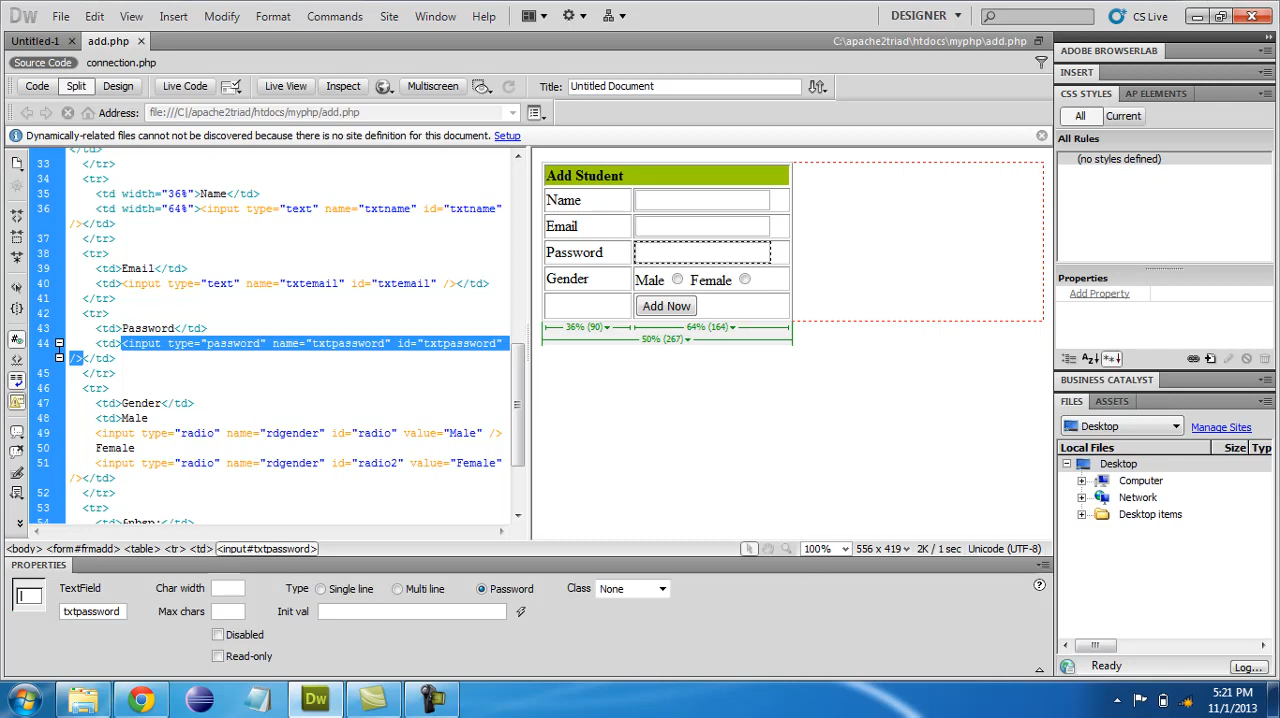 Dw File Edit View Insert Modify Format Commands Site Window Help DESIGNER CS Live
Untitled-1 add.php C:\apache2triad\htdocs\myphp\add.php
Source Code connection.php
Code Split Design Live Code Live View Inspect Multiscreen Title: Untitled Document
Address: file:///C|/apache2triad/htdocs/myphp/add.php
Dynamically-related files cannot be discovered because there is no site definition for this document. Setup
</td>
33 </tr>
34 <tr>
35 <td width="36%">Name</td>
36 <td width="64%"><input type="text" name="txtname" id="txtname"
/></td>
37 </tr>
38 <tr>
39 <td>Email</td>
40 <td><input type="text" name="txtemail" id="txtemail" /></td>
41 </tr>
42 <tr>
43 <td>Password</td>
44 <td><input type="password" name="txtpassword" id="txtpassword"
/></td>
45 </tr>
46 <tr>
47 <td>Gender</td>
48 <td>Male
49 <input type="radio" name="rdgender" id="radio" value="Male" />
50 Female
51 <input type="radio" name="rdgender" id="radio2" value="Female"
/></td>
52 </tr>
53 <tr>
54 <td>&nbsp;</td>
Add Student
Name
Email
Password
Gender Male Female
Add Now
36% (90) 64% (164)
50% (267)
<body> <form#frmadd> <table> <tr> <td> <input#txtpassword> 100% 556 x 419 2K / 1 sec Unicode (UTF-8)
PROPERTIES
TextField Char width Type Single line Multi line Password Class None
txtpassword Max chars Init val
Disabled
Read-only
ADOBE BROWSERLAB
INSERT
CSS STYLES AP ELEMENTS
All Current
All Rules
(no styles defined)
Properties
Add Property
BUSINESS CATALYST
FILES ASSETS
Desktop Manage Sites
Local Files Size Typ
Desktop
Computer
Network
Desktop items
Ready Log...
Dw
5:21 PM
11/1/2013